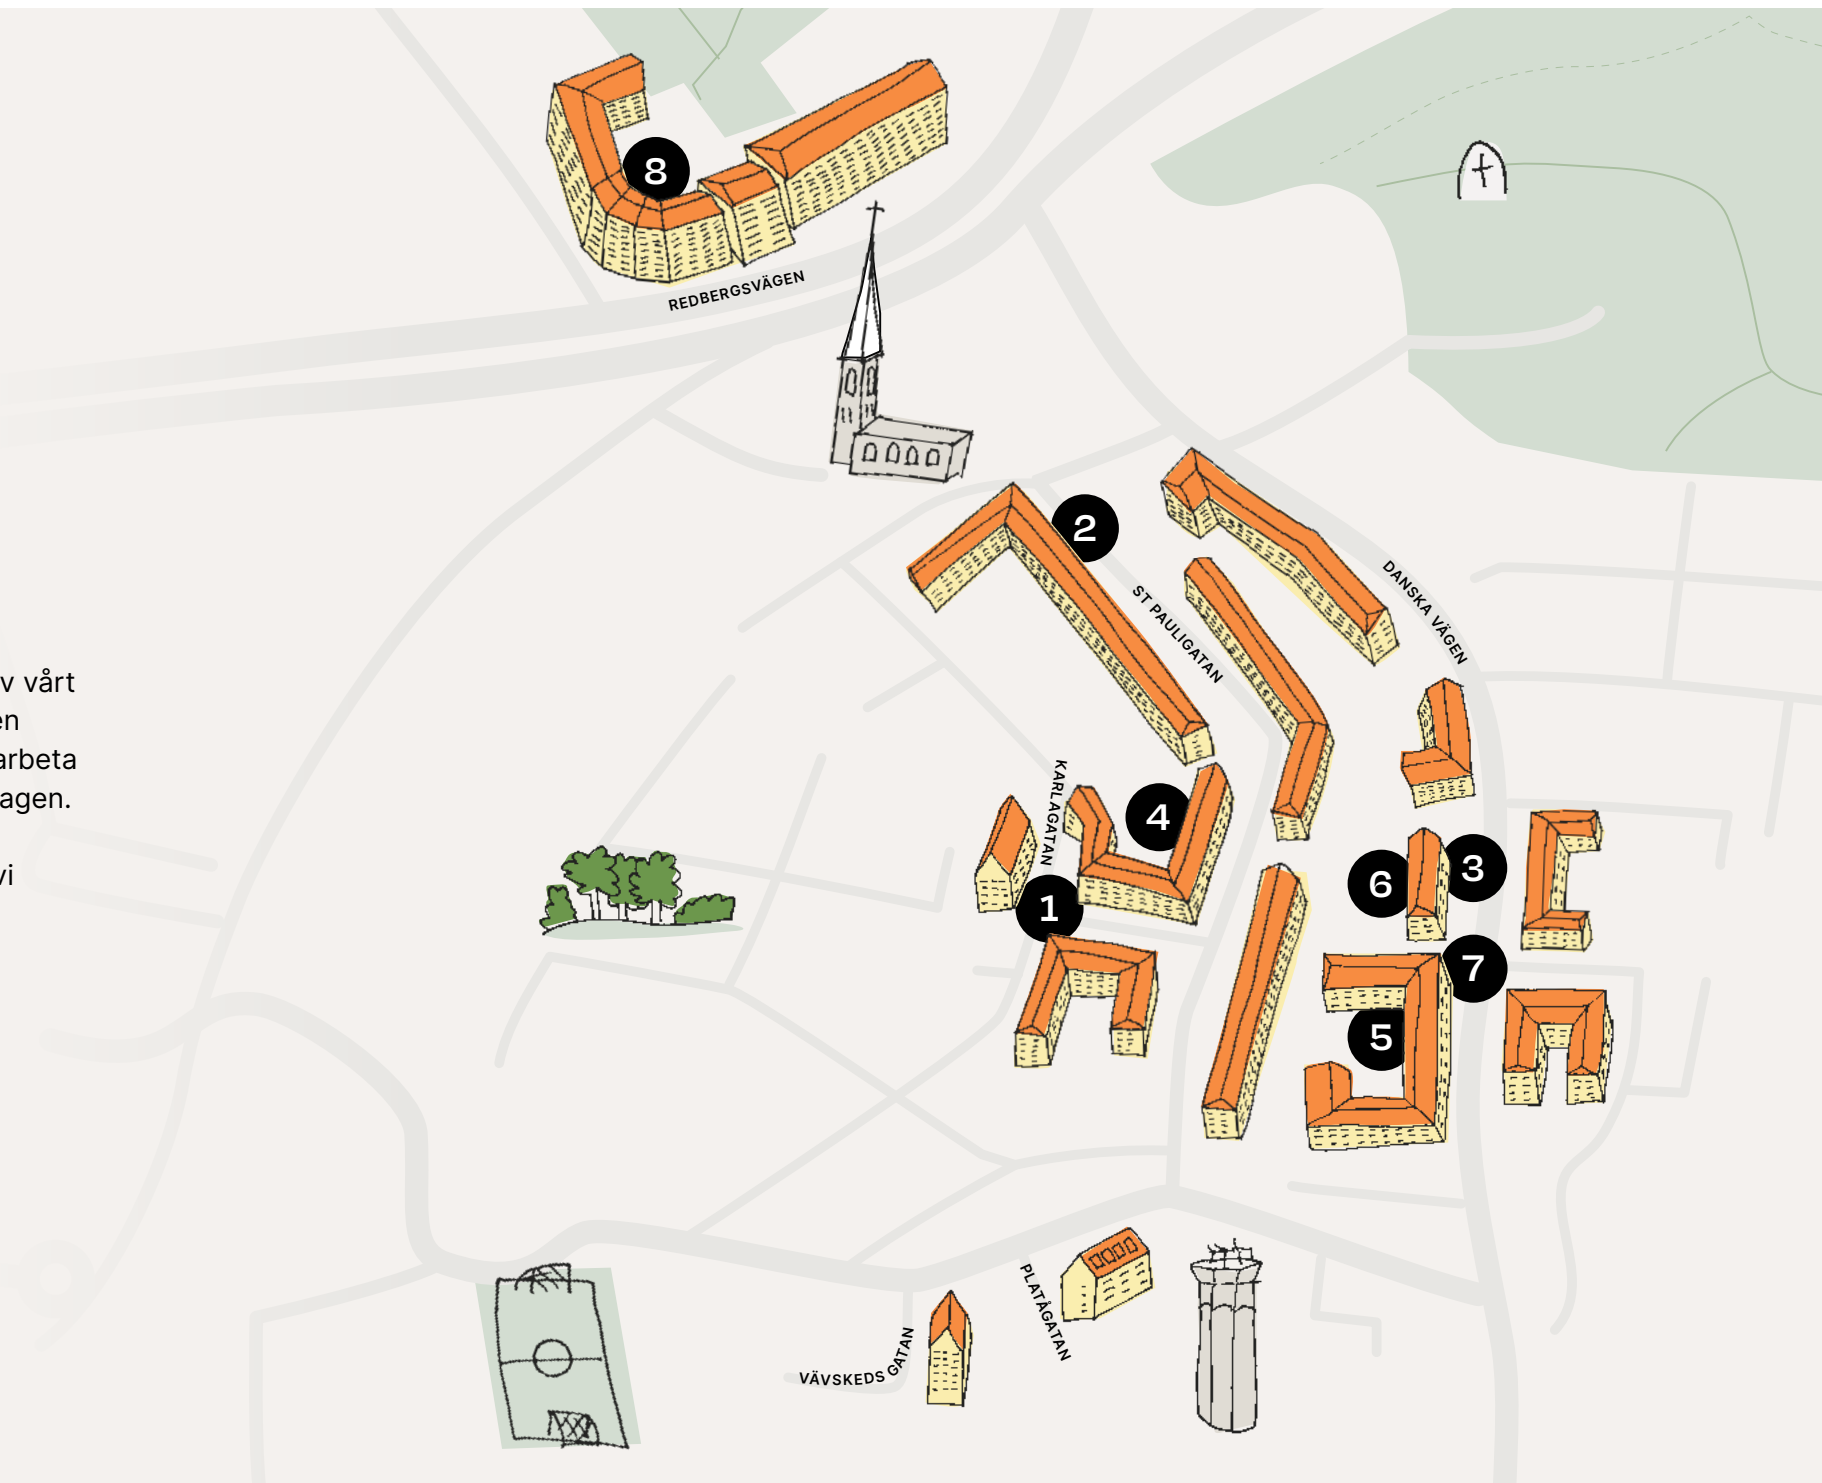 8
REDBERGSVÄGEN
2
ST PAULIGATAN
DANSKA VÄGEN
v vårt
en
arbeta
agen.
vi
KARLAGATAN
4
1
6
3
7
5
PLATÅGATAN
VÄVSKEDSGATAN